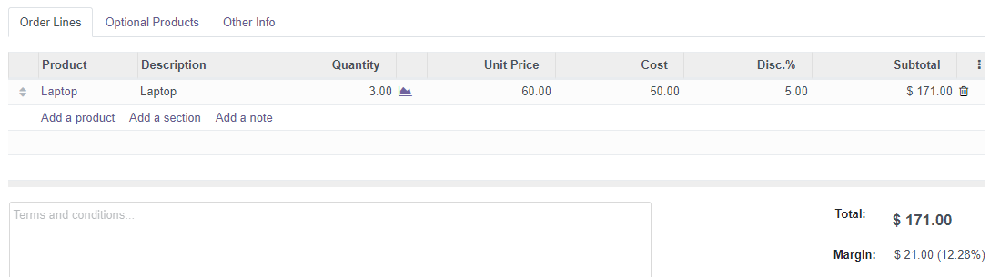 Order Lines Optional Products Other Info
Product Description Quantity Unit Price Cost Disc.% Subtotal
Laptop Laptop 3.00 60.00 50.00 5.00 $ 171.00
Add a product Add a section Add a note
Terms and conditions...
Total: $ 171.00
Margin: $ 21.00 (12.28%)